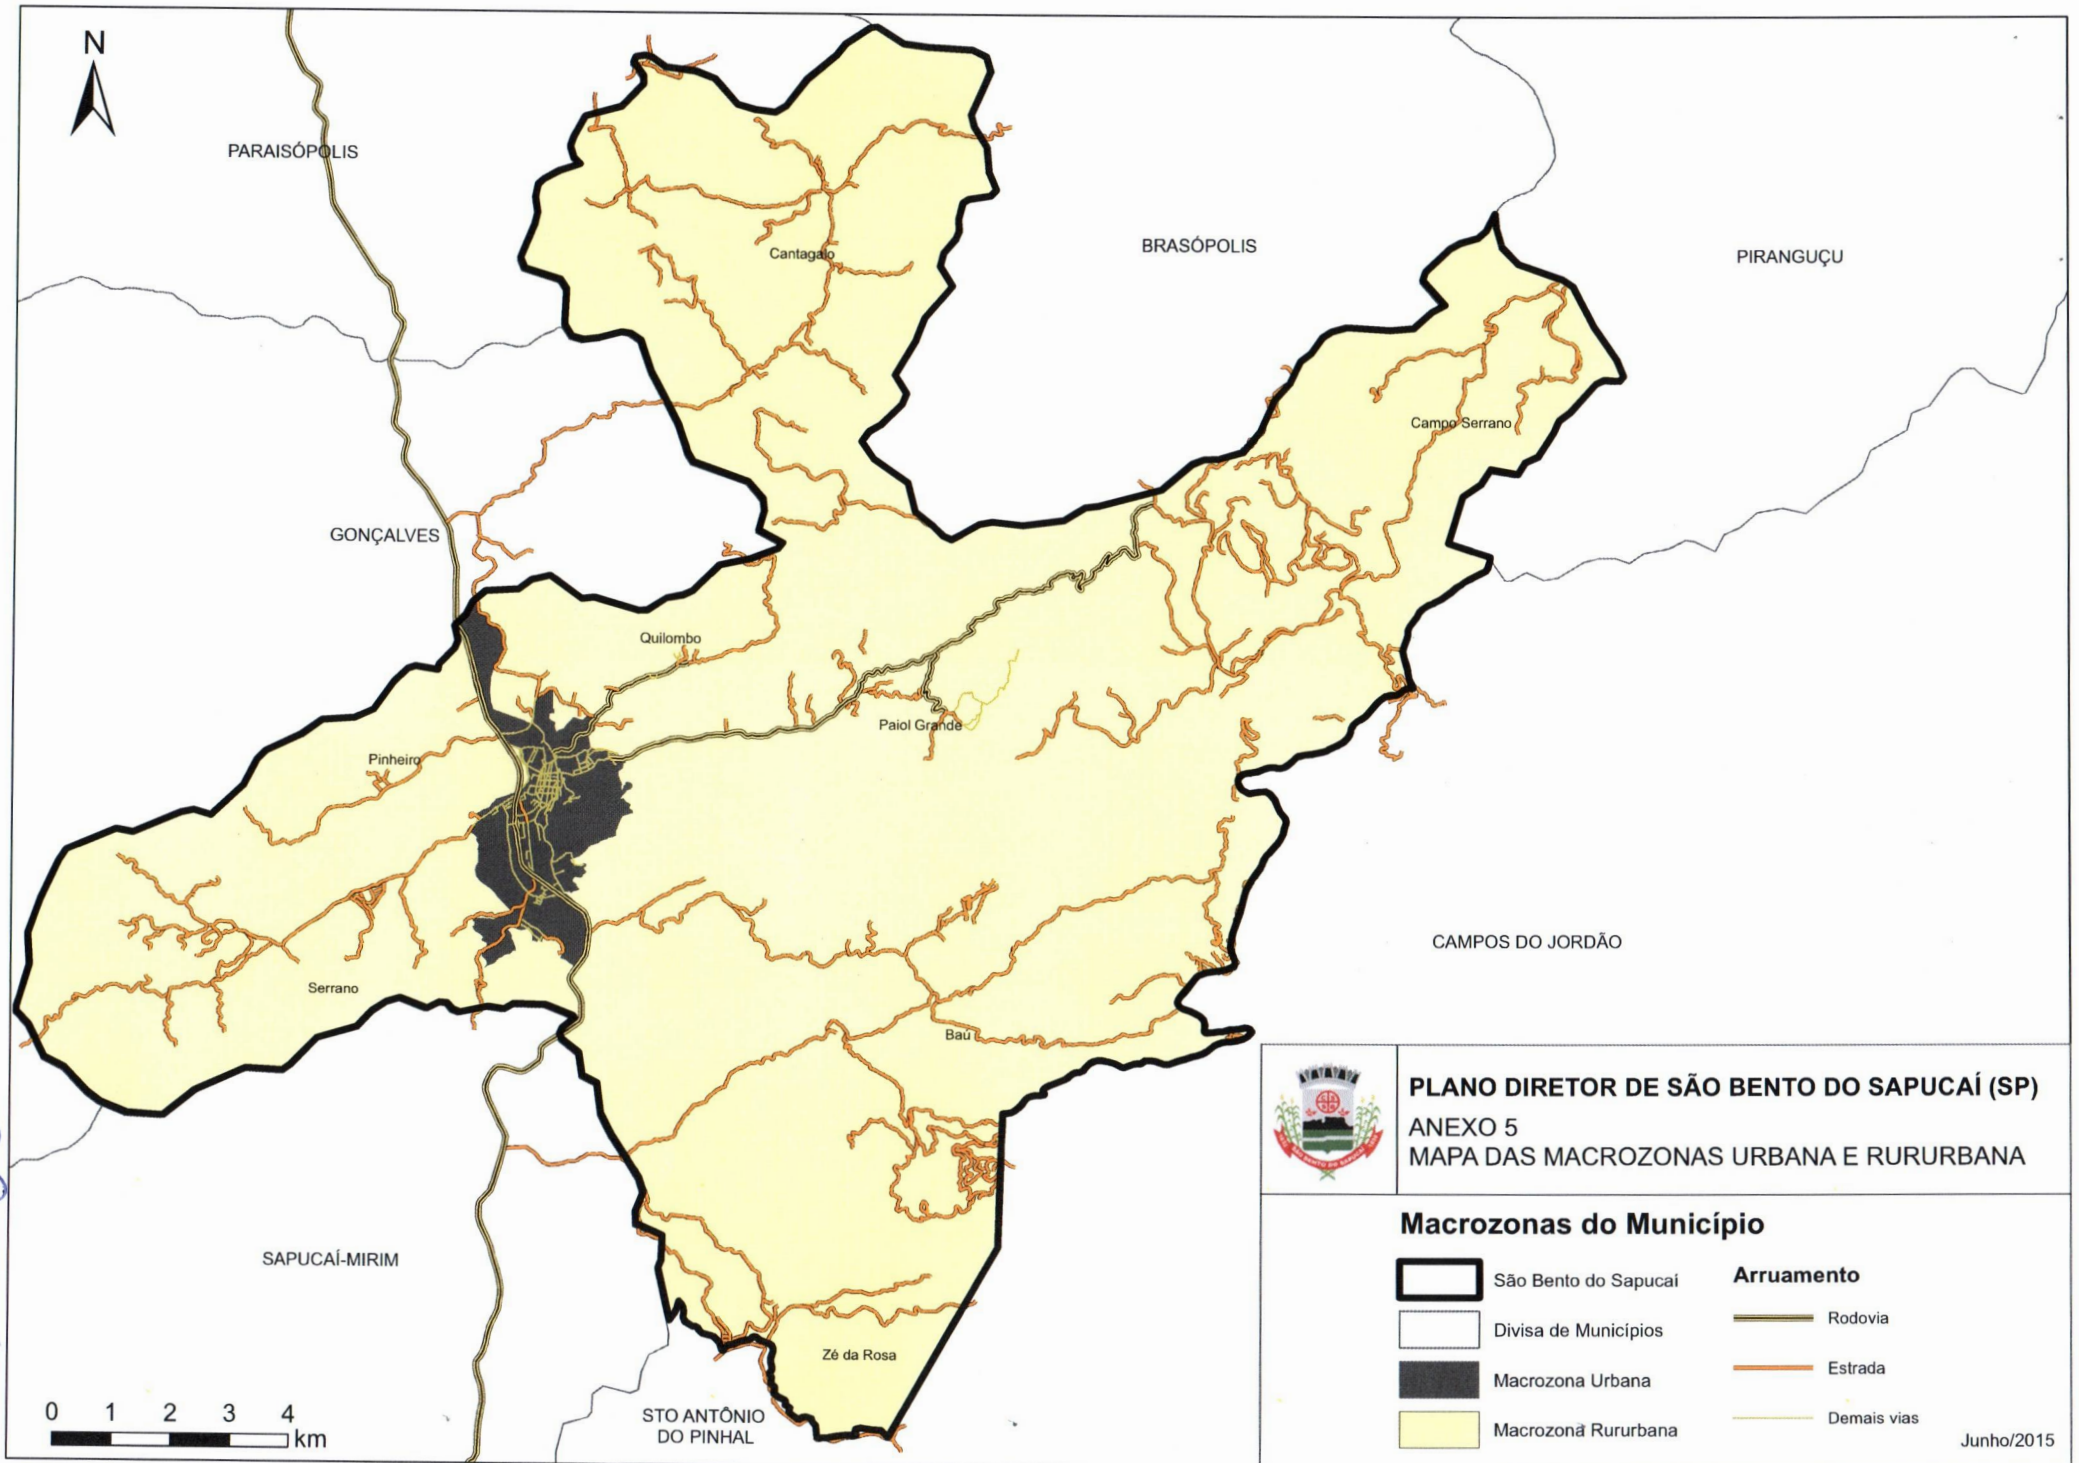 N
PARAISÓPOLIS
BRASÓPOLIS
PIRANGUÇU
Cantagalo
Campo Serrano
GONÇALVES
Quilombo
Paiol Grande
Pinheiro
CAMPOS DO JORDÃO
Serrano
Baú
SAPUCAÍ-MIRIM
Zé da Rosa
STO ANTÔNIO
DO PINHAL
0 1 2 3 4
km
PLANO DIRETOR DE SÃO BENTO DO SAPUCAÍ (SP)
ANEXO 5
MAPA DAS MACROZONAS URBANA E RURURBANA
Macrozonas do Município
São Bento do Sapucaí
Divisa de Municípios
Macrozona Urbana
Macrozona Rururbana
Arruamento
Rodovia
Estrada
Demais vias
Junho/2015